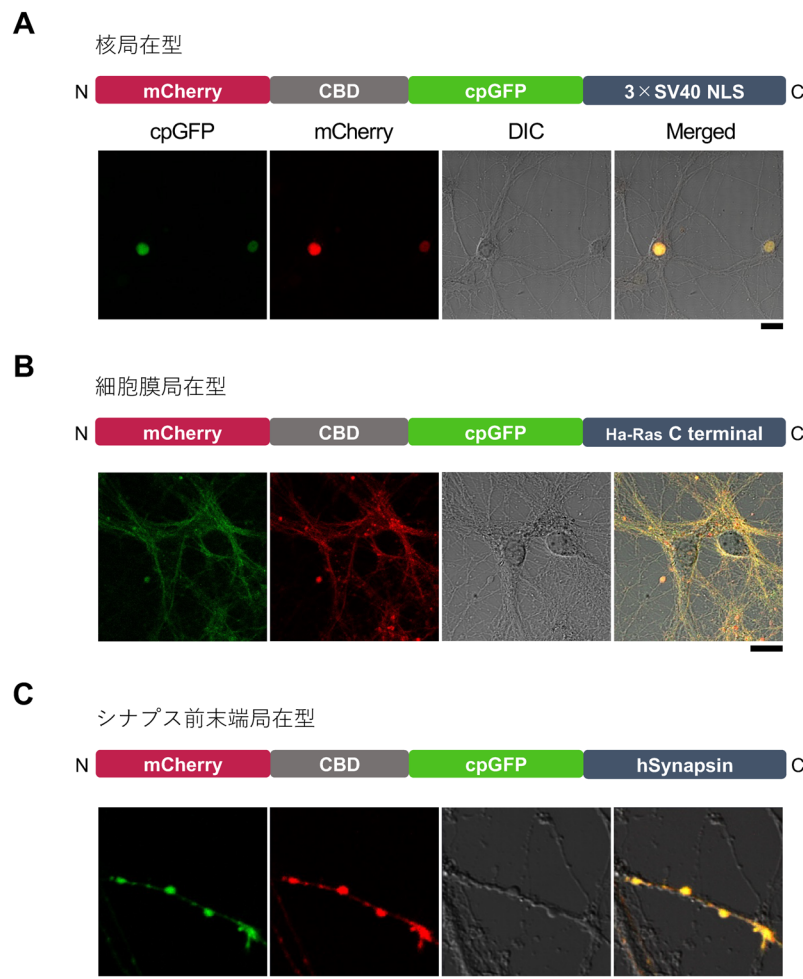 A
核局在型
N mCherry CBD cpGFP 3×SV40 NLS C
cpGFP mCherry DIC Merged
B
細胞膜局在型
N mCherry CBD cpGFP Ha-Ras C terminal C
C
シナプス前末端局在型
N mCherry CBD cpGFP hSynapsin C